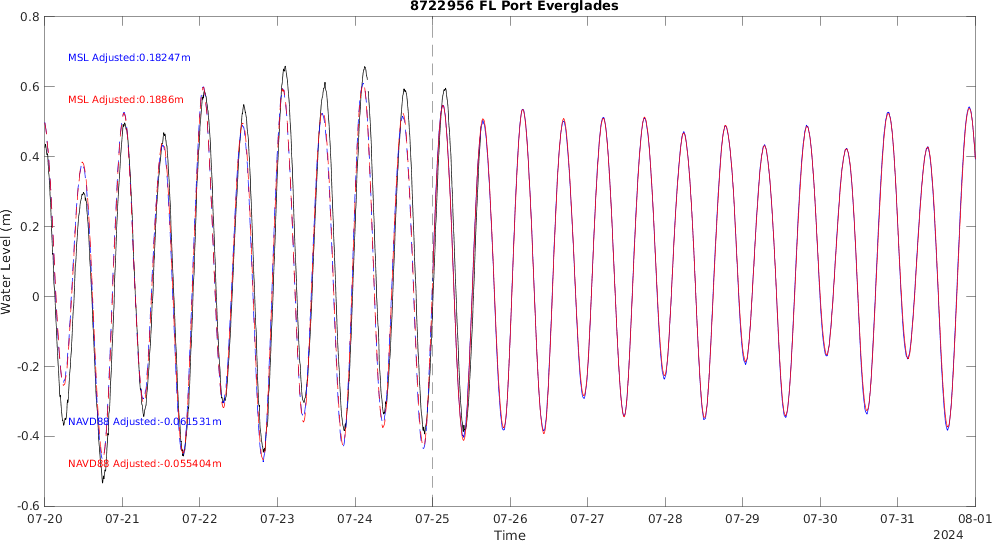 8722956 FL Port Everglades
0.8
MSL Adjusted:0.18247m
0.6
MSL Adjusted:0.1886m
0.4
0.2
Water Level (m)
0
-0.2
NAVD88 Adjusted:-0.061531m
-0.4
NAVD88 Adjusted:-0.055404m
-0.6
07-20 07-21 07-22 07-23 07-24 07-25 07-26 07-27 07-28 07-29 07-30 07-31 08-01
Time
2024